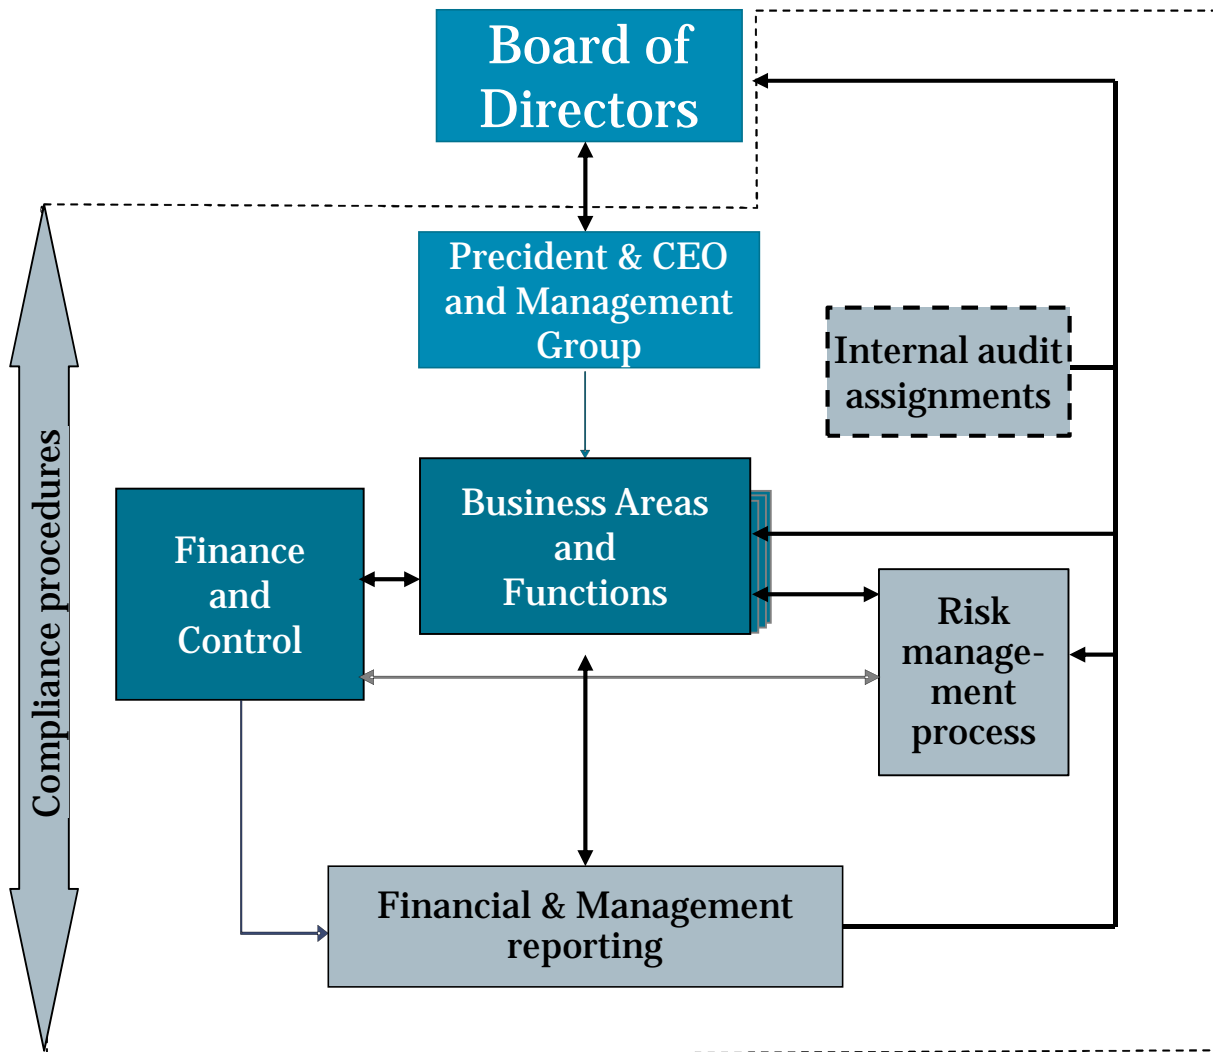 Board of
Directors
Precident & CEO
and Management
Group
Internal audit
assignments
Business Areas
and
Functions
Finance
and
Control
Risk
manage-
ment
process
Compliance procedures
Financial & Management
reporting